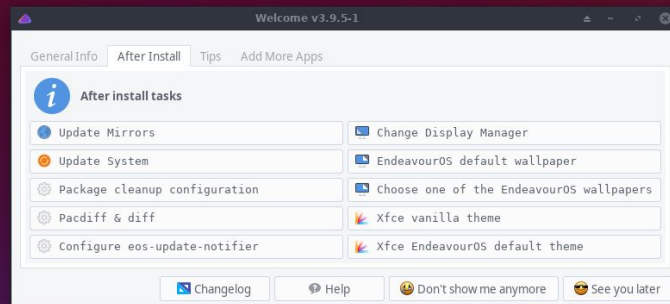 Welcome v3.9.5-1
General Info After Install Tips Add More Apps
After install tasks
Update Mirrors
Change Display Manager
Update System
EndeavourOS default wallpaper
Package cleanup configuration
Choose one of the EndeavourOS wallpapers
Pacdiff & diff
Xfce vanilla theme
Configure eos-update-notifier
Xfce EndeavourOS default theme
Changelog Help Don't show me anymore See you later